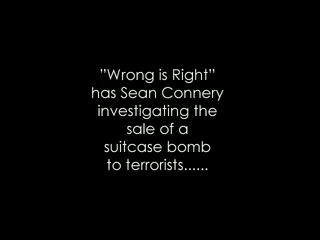 ”Wrong is Right”
has Sean Connery
investigating the
sale of a
suitcase bomb
to terrorists......